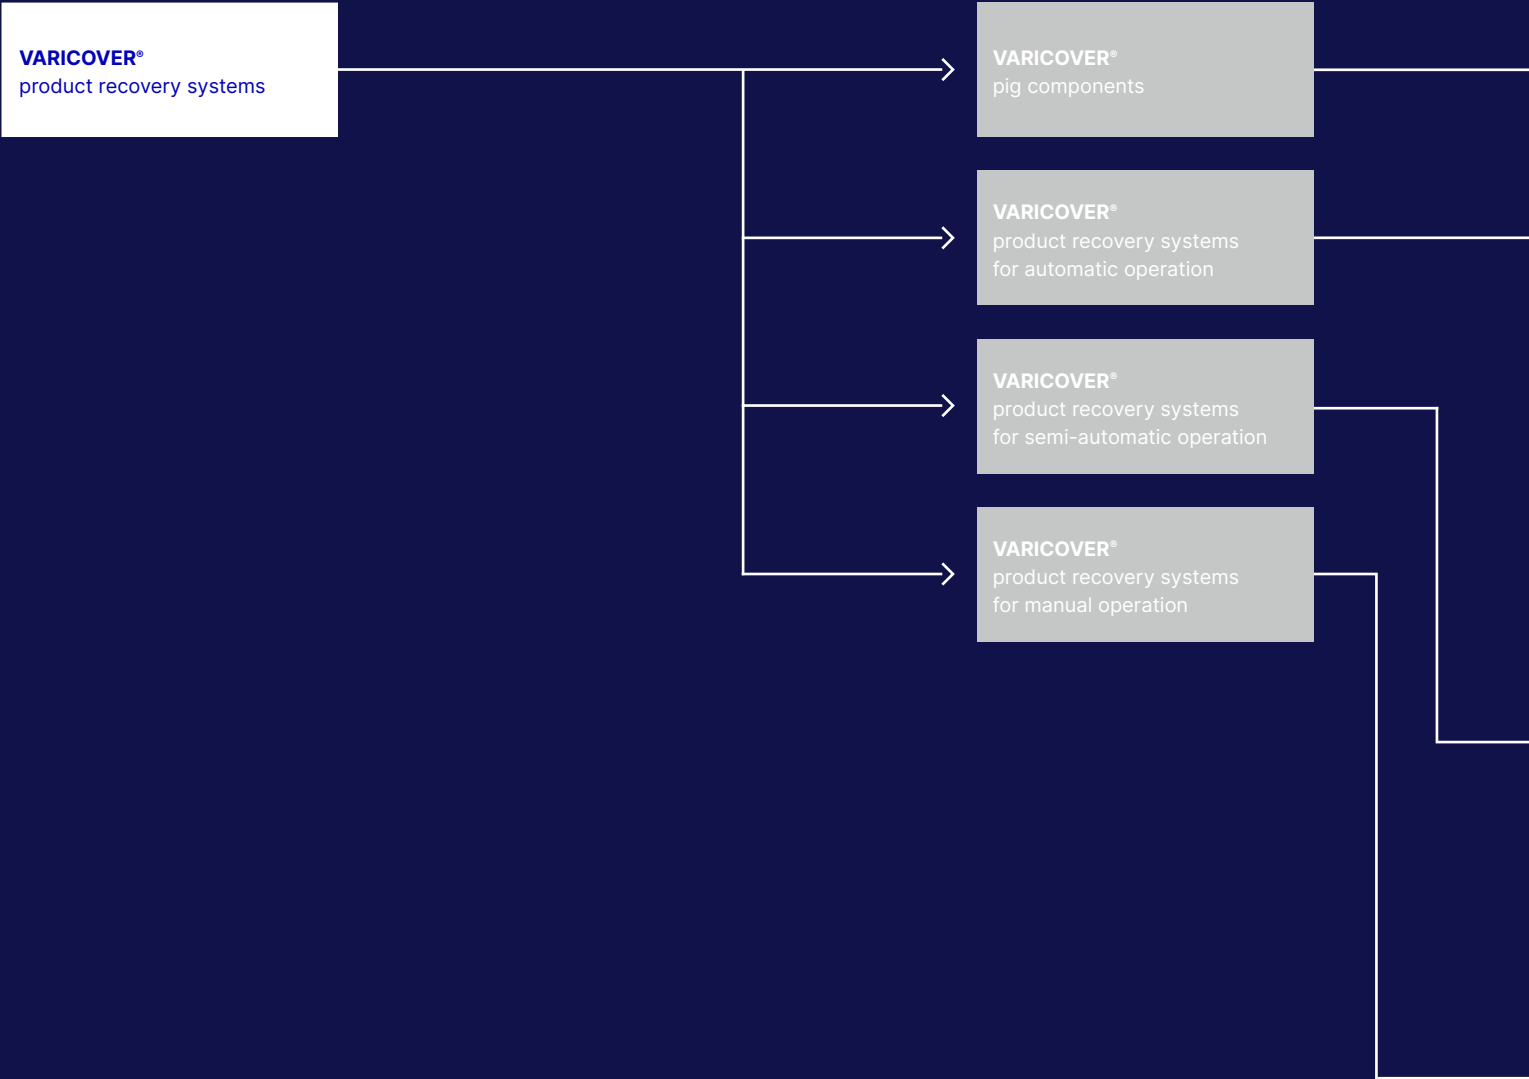 VARICOVER®
product recovery systems
VARICOVER®
pig components
VARICOVER®
product recovery systems
for automatic operation
VARICOVER®
product recovery systems
for semi-automatic operation
VARICOVER®
product recovery systems
for manual operation